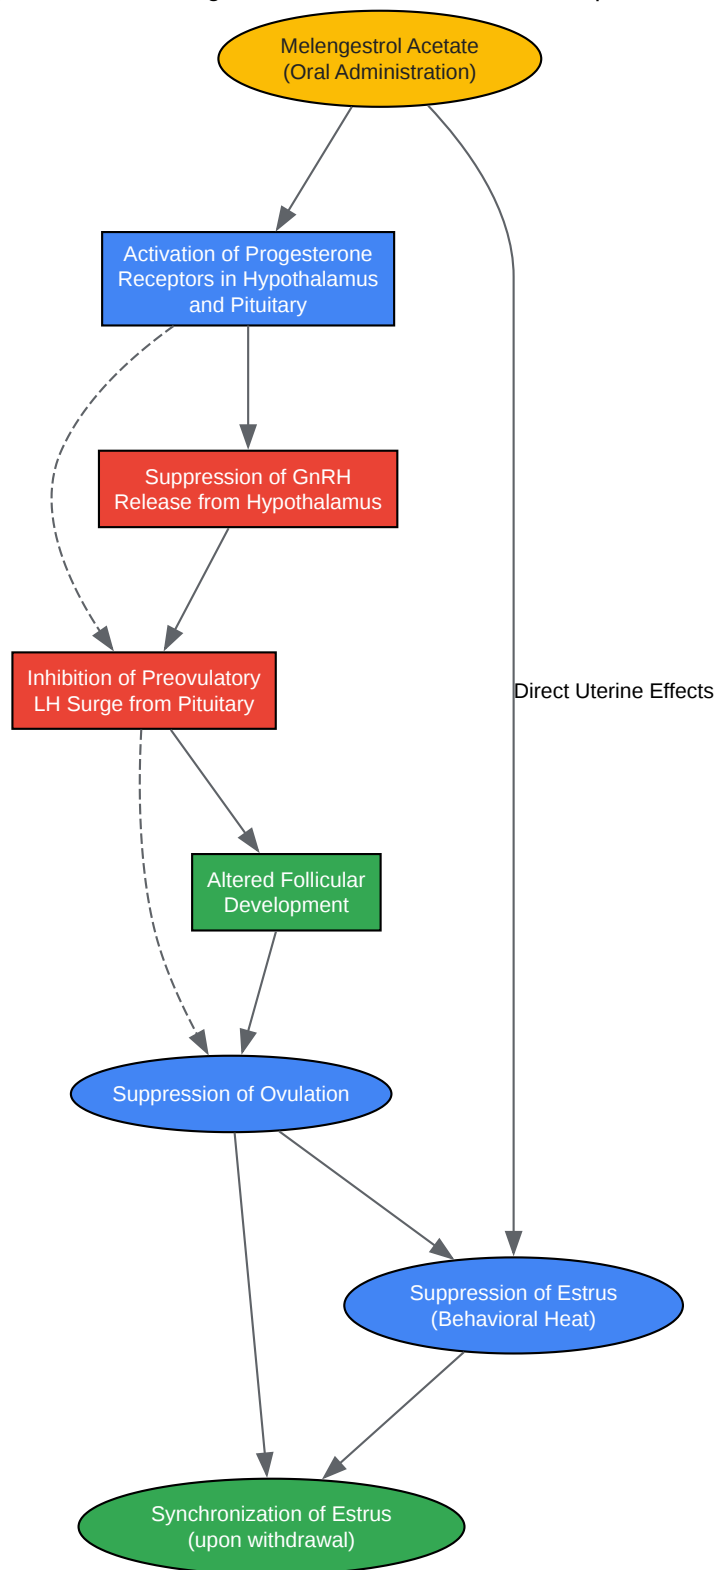 Melengestrol Acetate
(Oral Administration)
Activation of Progesterone
Receptors in Hypothalamus
and Pituitary
Suppression of GnRH
Release from Hypothalamus
Inhibition of Preovulatory
LH Surge from Pituitary
Direct Uterine Effects
Altered Follicular
Development
Suppression of Ovulation
Suppression of Estrus
(Behavioral Heat)
Synchronization of Estrus
(upon withdrawal)